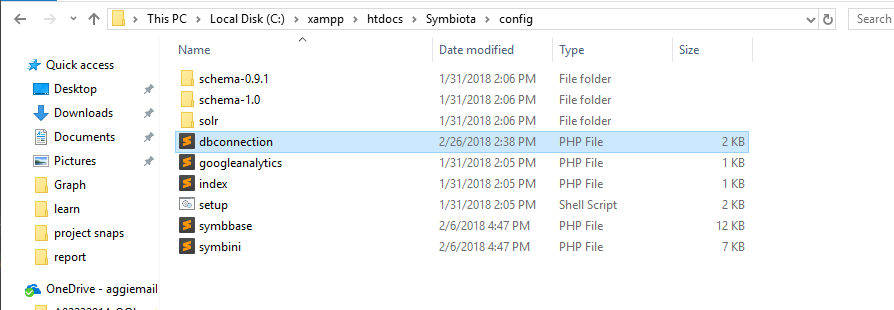 This PC > Local Disk (C:) > xampp > htdocs > Symbiota > config
Search
Name Date modified Type Size
Quick access
Desktop
Downloads
Documents
Pictures
Graph
learn
project snaps
report
OneDrive - aggiemail
schema-0.9.1 1/31/2018 2:06 PM File folder
schema-1.0 1/31/2018 2:06 PM File folder
solr 1/31/2018 2:06 PM File folder
dbconnection 2/26/2018 2:38 PM PHP File 2 KB
googleanalytics 1/31/2018 2:05 PM PHP File 1 KB
index 1/31/2018 2:05 PM PHP File 1 KB
setup 1/31/2018 2:05 PM Shell Script 2 KB
symbbase 2/6/2018 4:47 PM PHP File 12 KB
symbini 2/6/2018 4:47 PM PHP File 7 KB